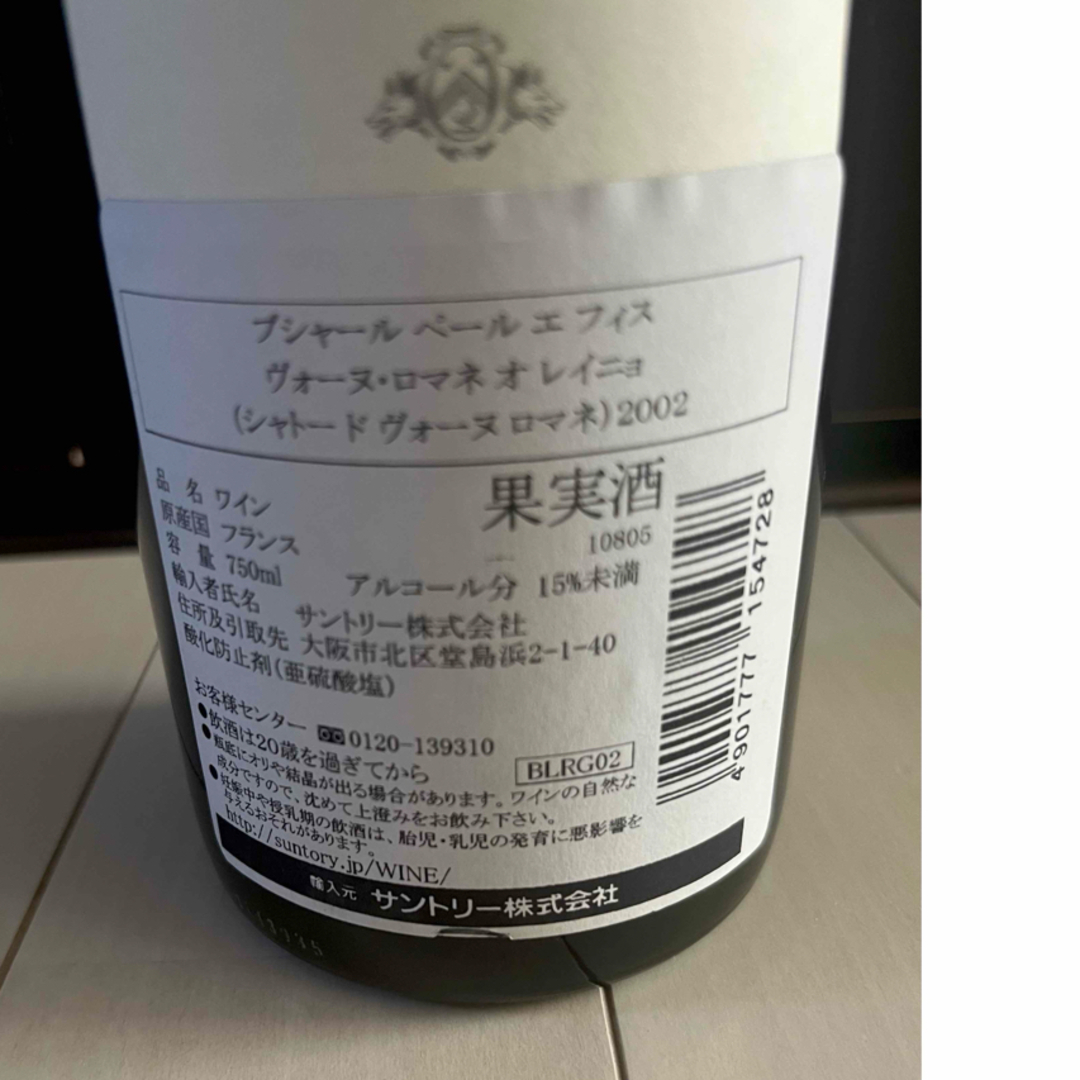 ブシャール ペール エ フィス
ヴォーヌ・ロマネ オ レイニョ
(シャトー ド ヴォーヌ ロマネ)2002
品 名 ワイン
果実酒
原産国 フランス
10805
容 量 750ml
アルコール分 15%未満
輸入者氏名 サントリー株式会社
住所及引取先 大阪市北区堂島浜2-1-40
酸化防止剤(亜硫酸塩)
お客様センター 0120-139310
●飲酒は20歳を過ぎてから
BLRG02
●瓶底にオリや結晶が出る場合があります。ワインの自然な
成分ですので、沈めて上澄みをお飲み下さい。
●妊娠中や授乳期の飲酒は、胎児・乳児の発育に悪影響を
与えるおそれがあります。
http://suntory.jp/WINE/
輸入元 サントリー株式会社
4 901777 154728